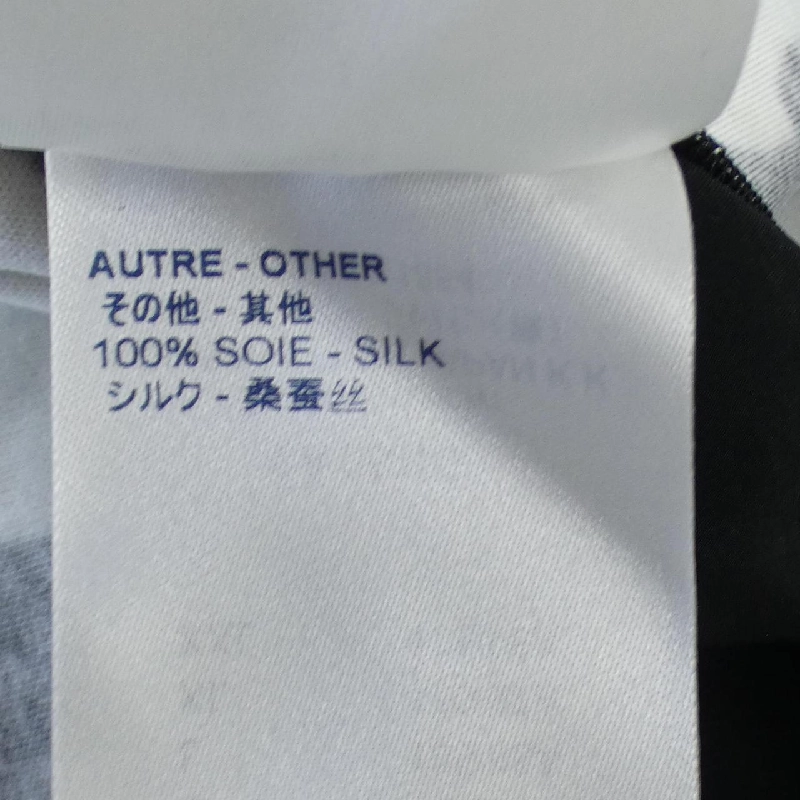 AUTRE - OTHER
その他 - 其他
100% SOIE - SILK
シルク - 桑蚕丝